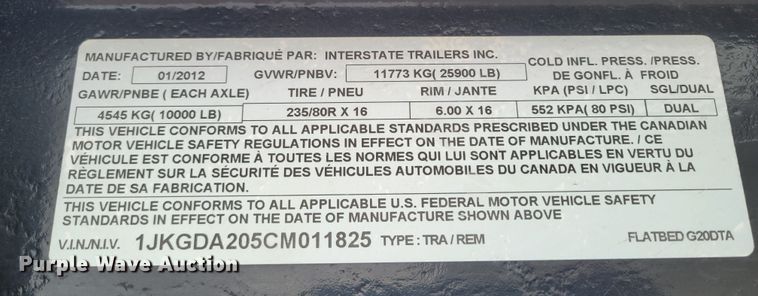 MANUFACTURED BY/FABRIQUÉ PAR: INTERSTATE TRAILERS INC.
DATE: 01/2012 GVWR/PNBV: 11773 KG( 25900 LB)
COLD INFL. PRESS. /PRESS.
DE GONFL. À FROID
GAWR/PNBE ( EACH AXLE) TIRE / PNEU RIM / JANTE KPA (PSI / LPC) SGL/DUAL
4545 KG( 10000 LB) 235/80R X 16 6.00 X 16 552 KPA( 80 PSI) DUAL
THIS VEHICLE CONFORMS TO ALL APPLICABLE STANDARDS PRESCRIBED UNDER THE CANADIAN
MOTOR VEHICLE SAFETY REGULATIONS IN EFFECT ON THE DATE OF MANUFACTURE. / CE
VÉHICULE EST CONFORME À TOUTES LES NORMES QUI LUI SONT APPLICABLES EN VERTU DU
RÈGLEMENT SUR LA SÉCURITÉ DES VÉHICULES AUTOMOBILES DU CANADA EN VIGUEUR À LA
DATE DE SA FABRICATION.
THIS VEHICLE CONFORMS TO ALL APPLICABLE U.S. FEDERAL MOTOR VEHICLE SAFETY
STANDARDS IN EFFECT ON THE DATE OF MANUFACTURE SHOWN ABOVE
V.I.N./N.I.V. 1JKGDA205CM011825 TYPE : TRA / REM FLATBED G20DTA
Purple Wave Auction